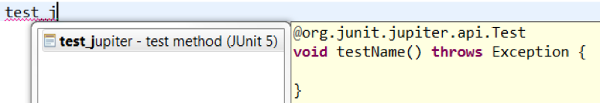 test_j
test_jupiter - test method (JUnit 5)
@org.junit.jupiter.api.Test
void testName() throws Exception {
}